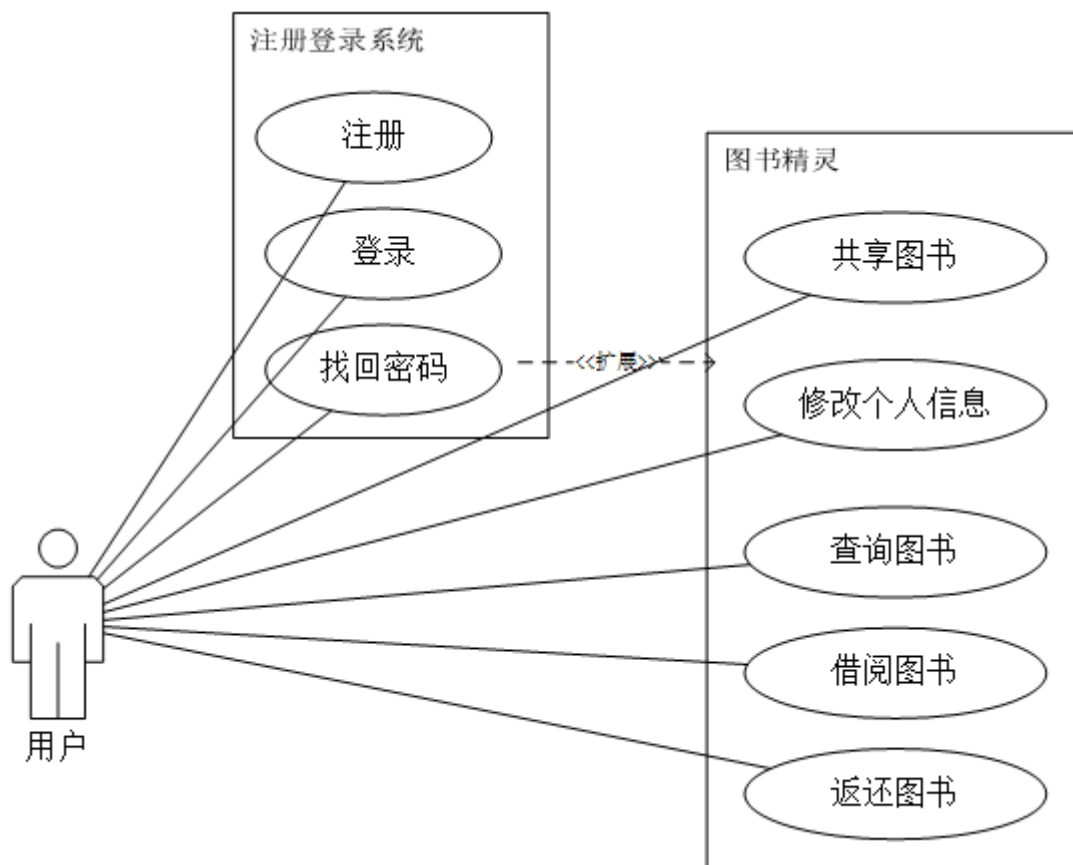 注册登录系统
注册
登录
找回密码
<<扩展>>
图书精灵
共享图书
修改个人信息
查询图书
借阅图书
返还图书
用户